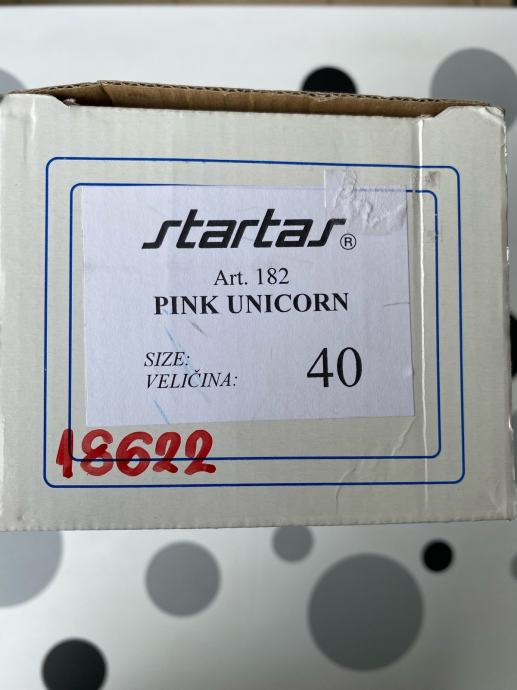 startas®
Art. 182
PINK UNICORN
SIZE:
VELIČINA: 40
18622